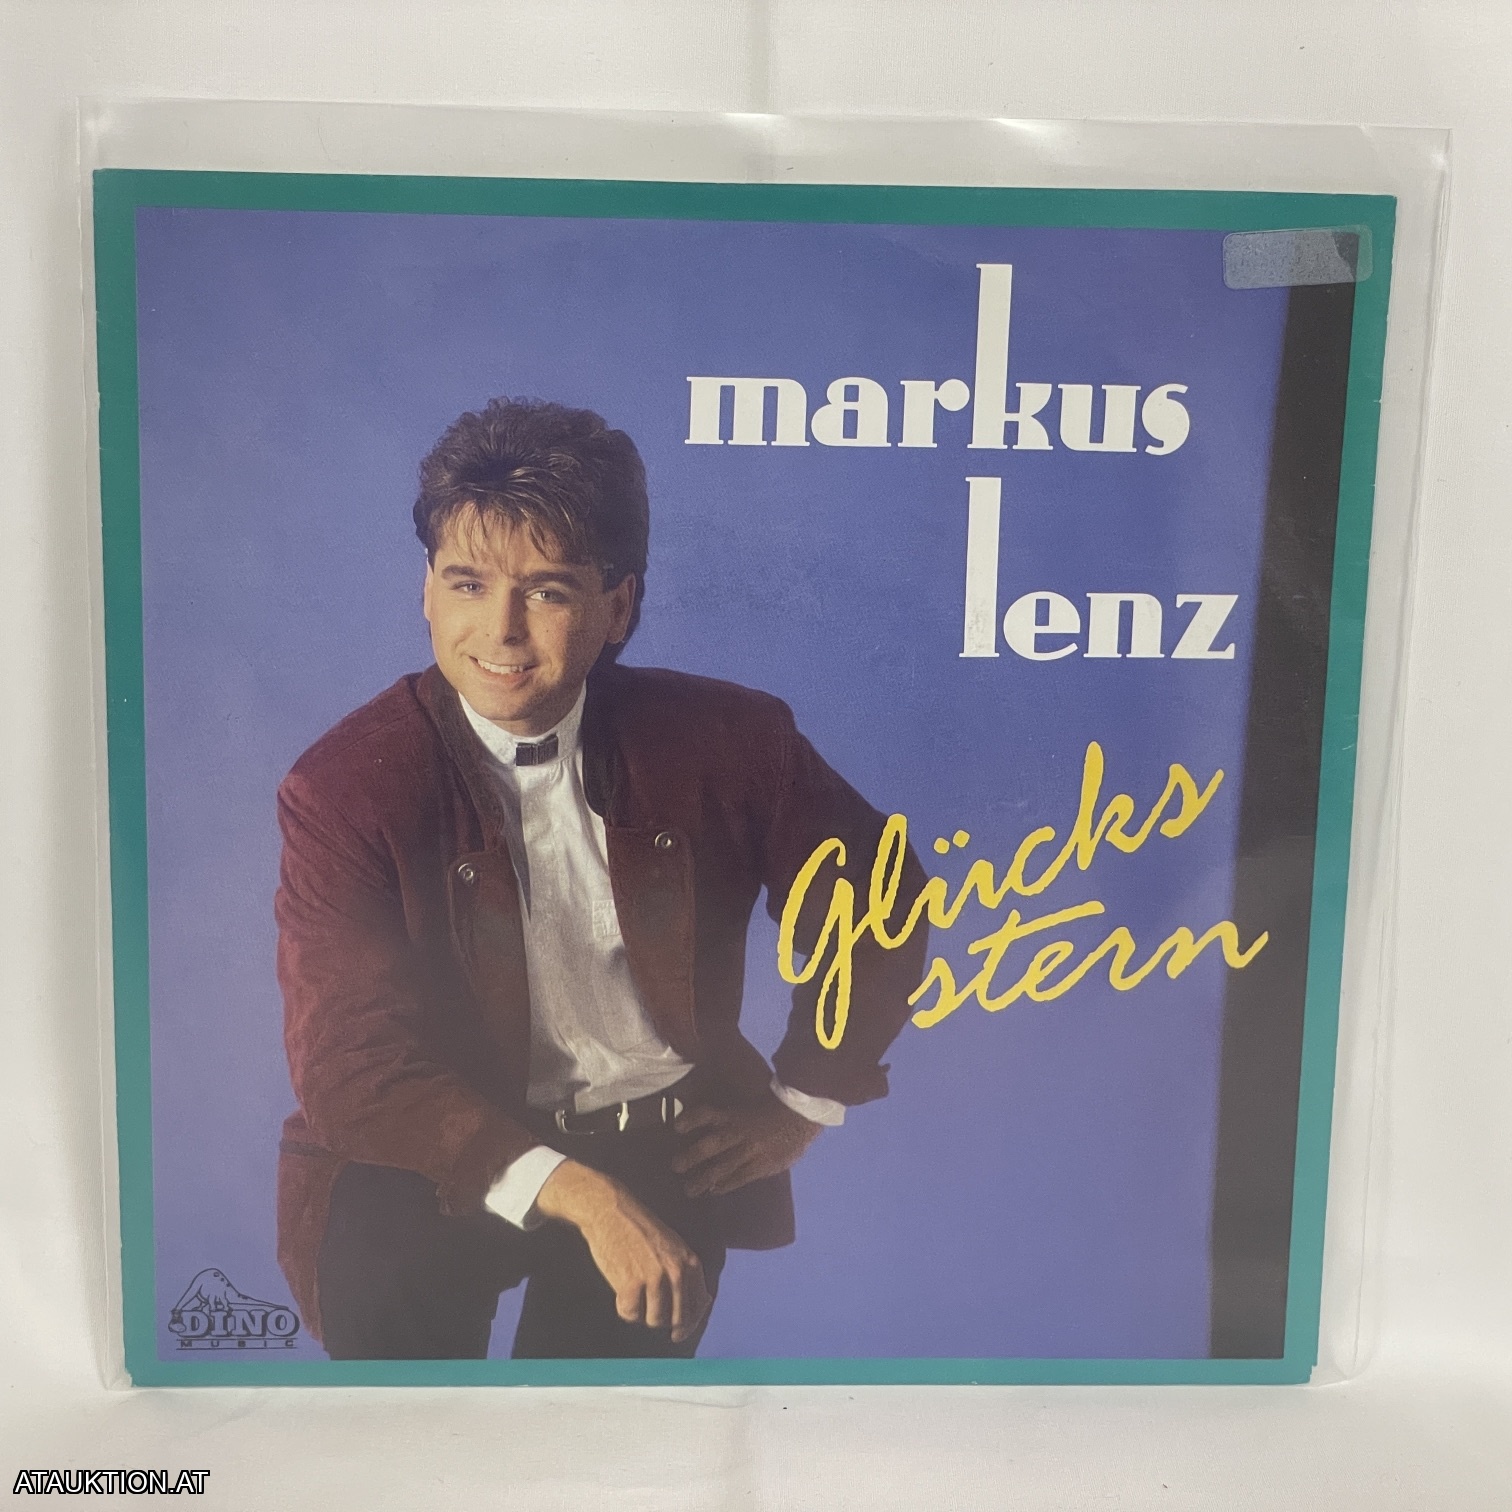 markus
lenz
Glücks
stern
DINO
MUSIC
ATAUKTION.AT